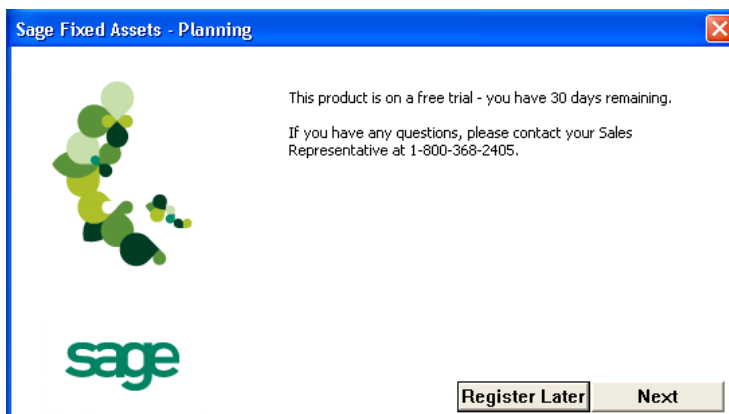 Sage Fixed Assets - Planning
This product is on a free trial - you have 30 days remaining.
If you have any questions, please contact your Sales
Representative at 1-800-368-2405.
sage
Register Later
Next